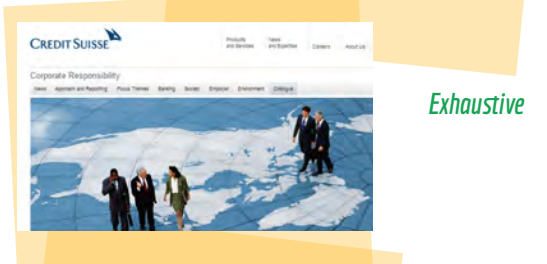 CREDIT SUISSE
Products
and Services
News
and Expertise
Careers
About Us
Corporate Responsibility
News Approach and Reporting Focus Themes Banking Society Employer Environment Dialogue
Exhaustive